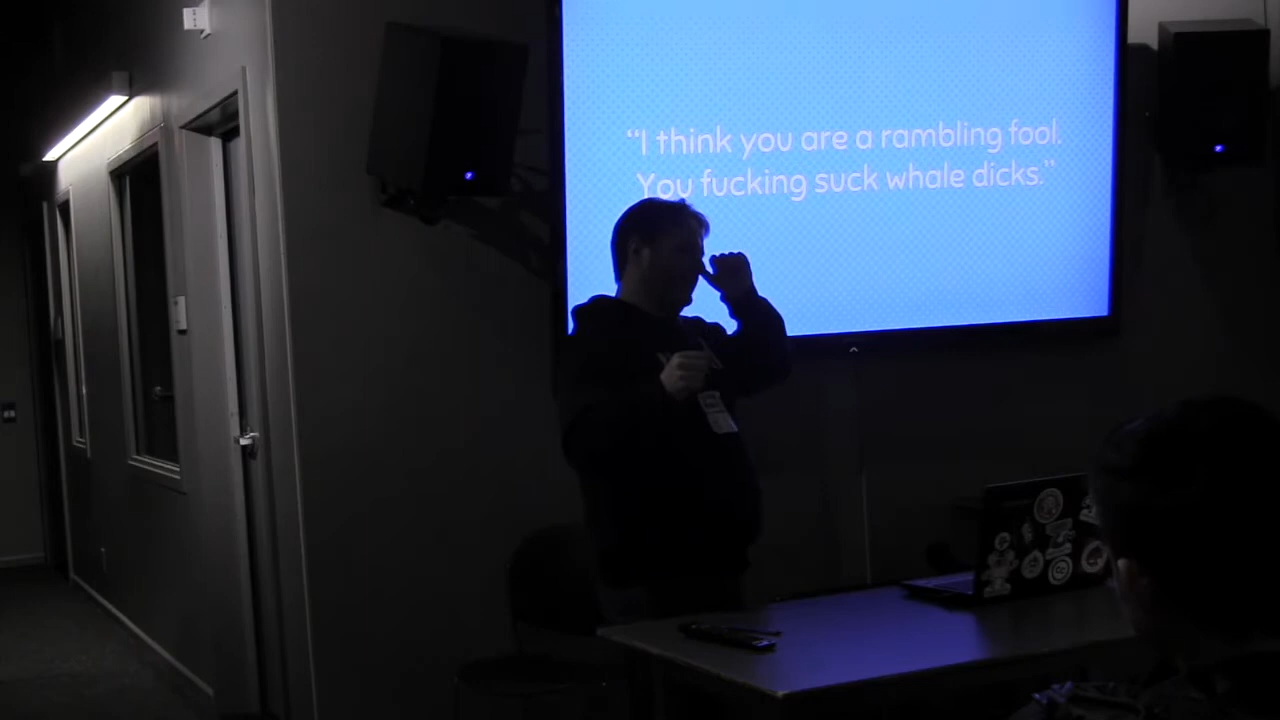 “I think you are a rambling fool.
You fucking suck whale dicks.”